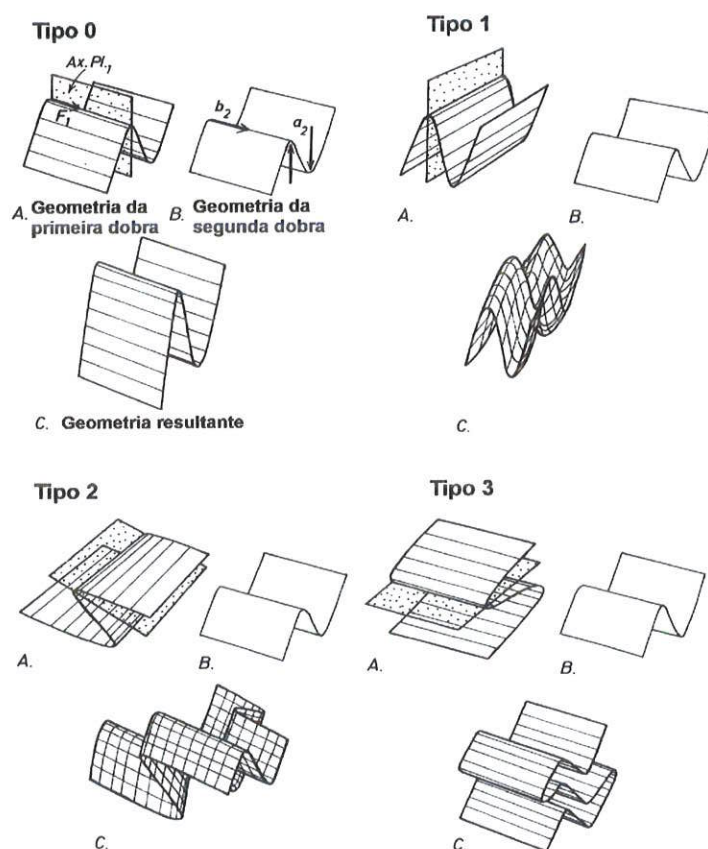 Tipo 0
Ax. Pl.₁
F₁
b₂
a₂
A. Geometria da
primeira dobra
B. Geometria da
segunda dobra
C. Geometria resultante
Tipo 1
A.
B.
C.
Tipo 2
A.
B.
C.
Tipo 3
A.
B.
C.